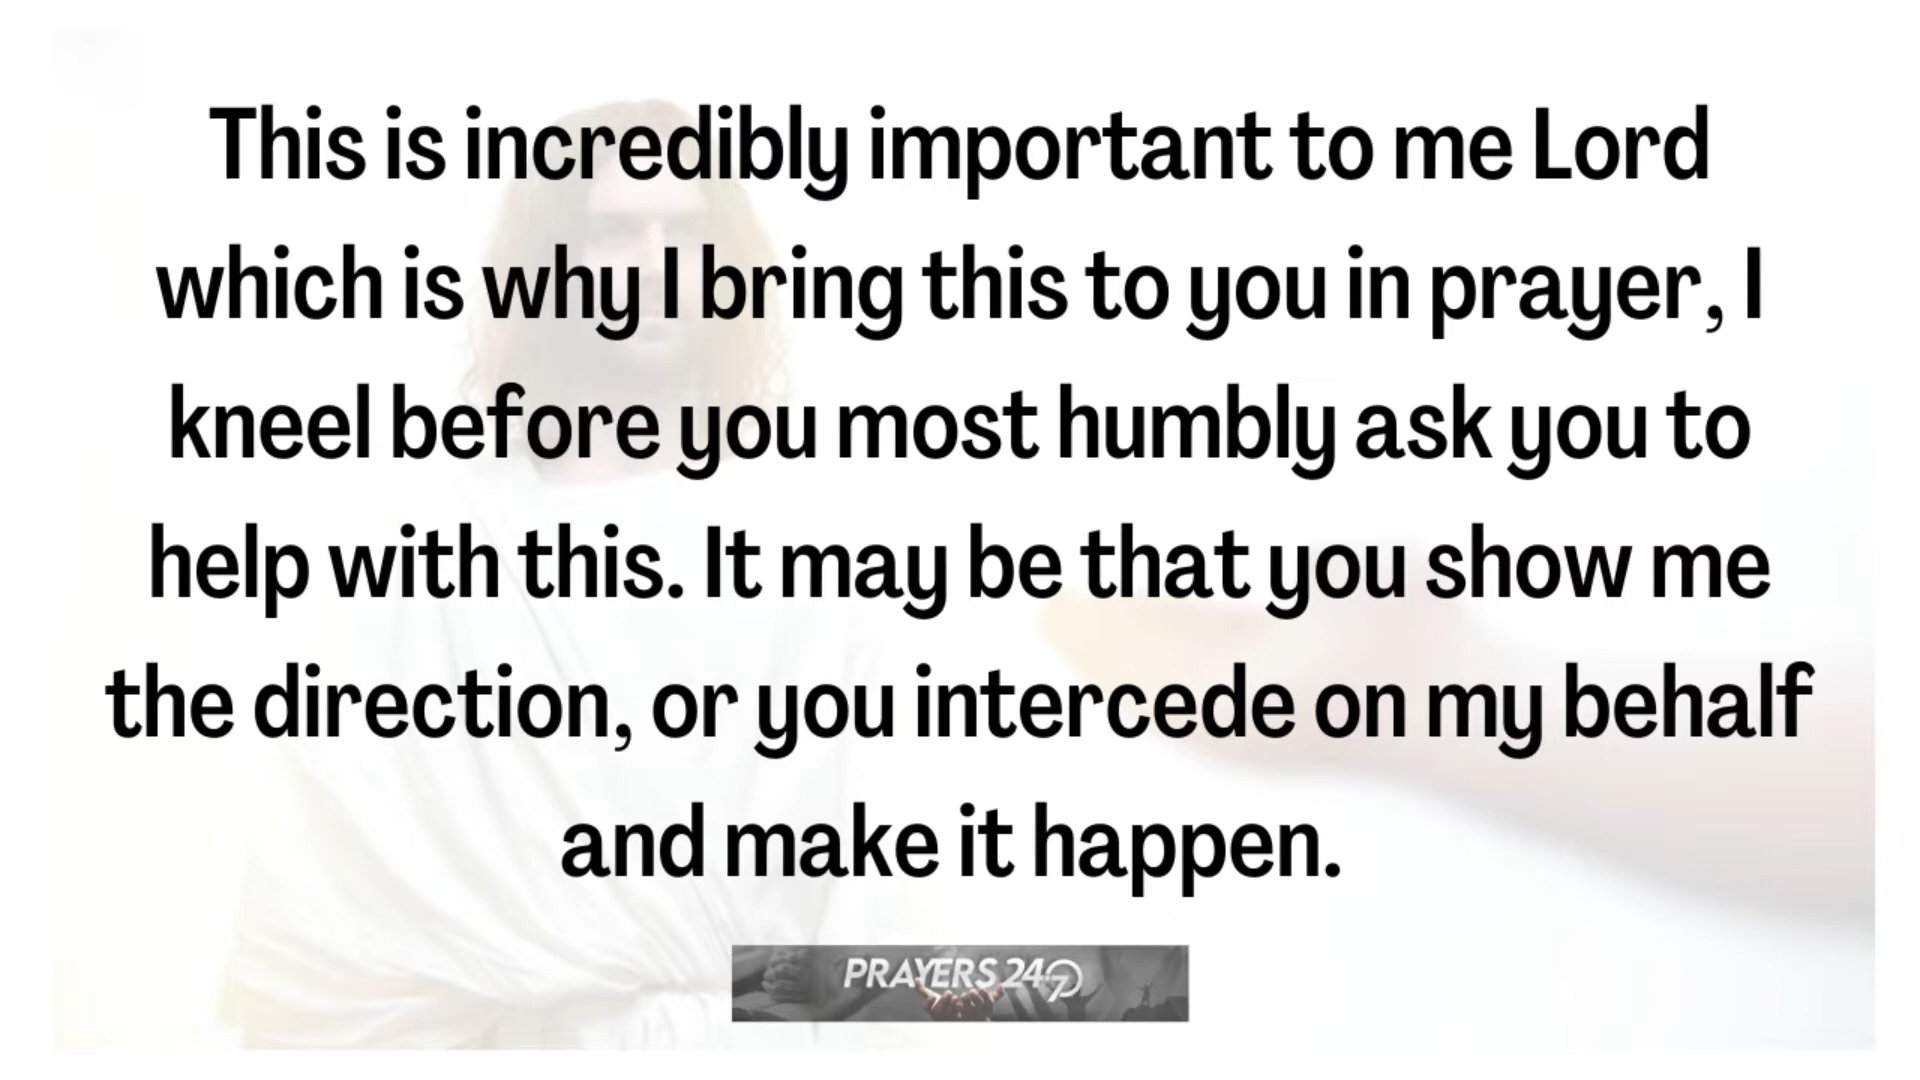 This is incredibly important to me Lord
which is why I bring this to you in prayer, I
kneel before you most humbly ask you to
help with this. It may be that you show me
the direction, or you intercede on my behalf
and make it happen.
PRAYERS 247